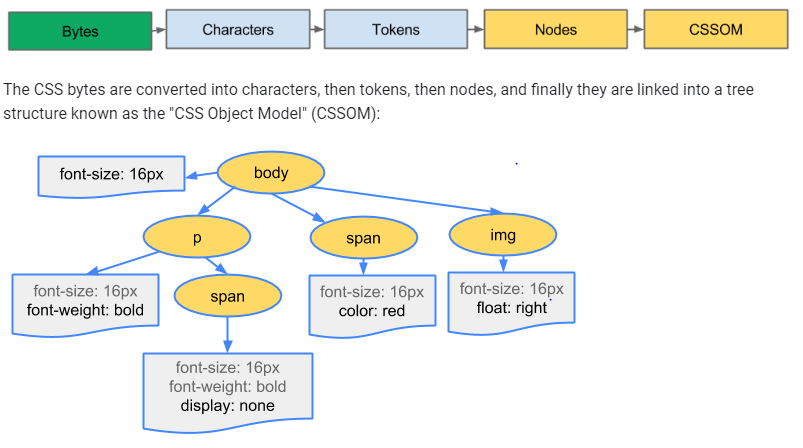 Bytes
Characters
Tokens
Nodes
CSSOM
The CSS bytes are converted into characters, then tokens, then nodes, and finally they are linked into a tree
structure known as the "CSS Object Model" (CSSOM):
font-size: 16px
body
p
span
img
font-size: 16px
font-weight: bold
span
font-size: 16px
color: red
font-size: 16px
float: right
font-size: 16px
font-weight: bold
display: none